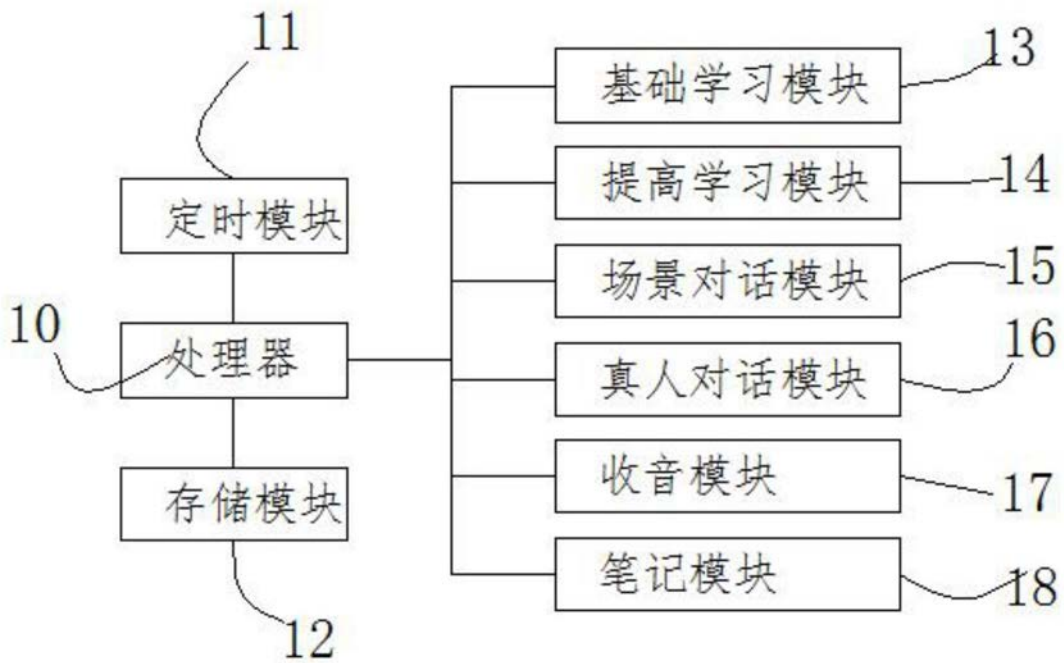 11
定时模块
10
处理器
存储模块
12
基础学习模块
13
提高学习模块
14
场景对话模块
15
真人对话模块
16
收音模块
17
笔记模块
18